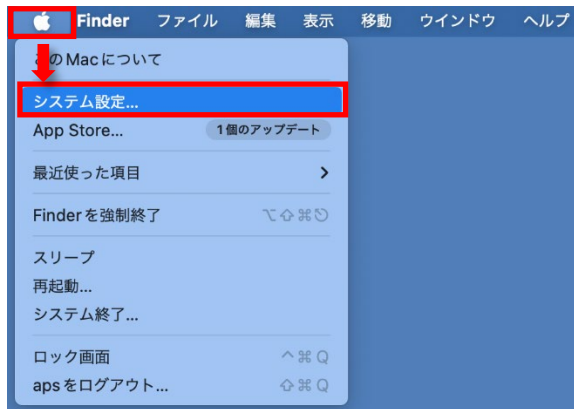 Finder ファイル 編集 表示 移動 ウインドウ ヘルプ
このMacについて
システム設定...
App Store... 1個のアップデート
最近使った項目 >
Finderを強制終了 ⌥⇧⌘⎋
スリープ
再起動...
システム終了...
ロック画面 ^⌘Q
apsをログアウト... ⇧⌘Q